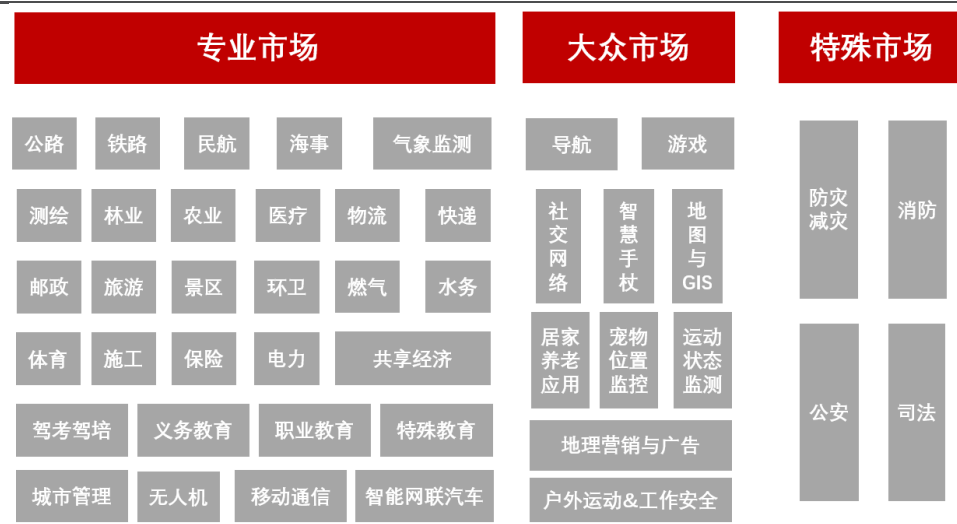 专业市场
公路
铁路
民航
海事
气象监测
测绘
林业
农业
医疗
物流
快递
邮政
旅游
景区
环卫
燃气
水务
体育
施工
保险
电力
共享经济
驾考驾培
义务教育
职业教育
特殊教育
城市管理
无人机
移动通信
智能网联汽车
大众市场
导航
游戏
社
交
网
络
智
慧
手
杖
地
图
与
GIS
居家
养老
应用
宠物
位置
监控
运动
状态
监测
地理营销与广告
户外运动&工作安全
特殊市场
防灾
减灾
消防
公安
司法